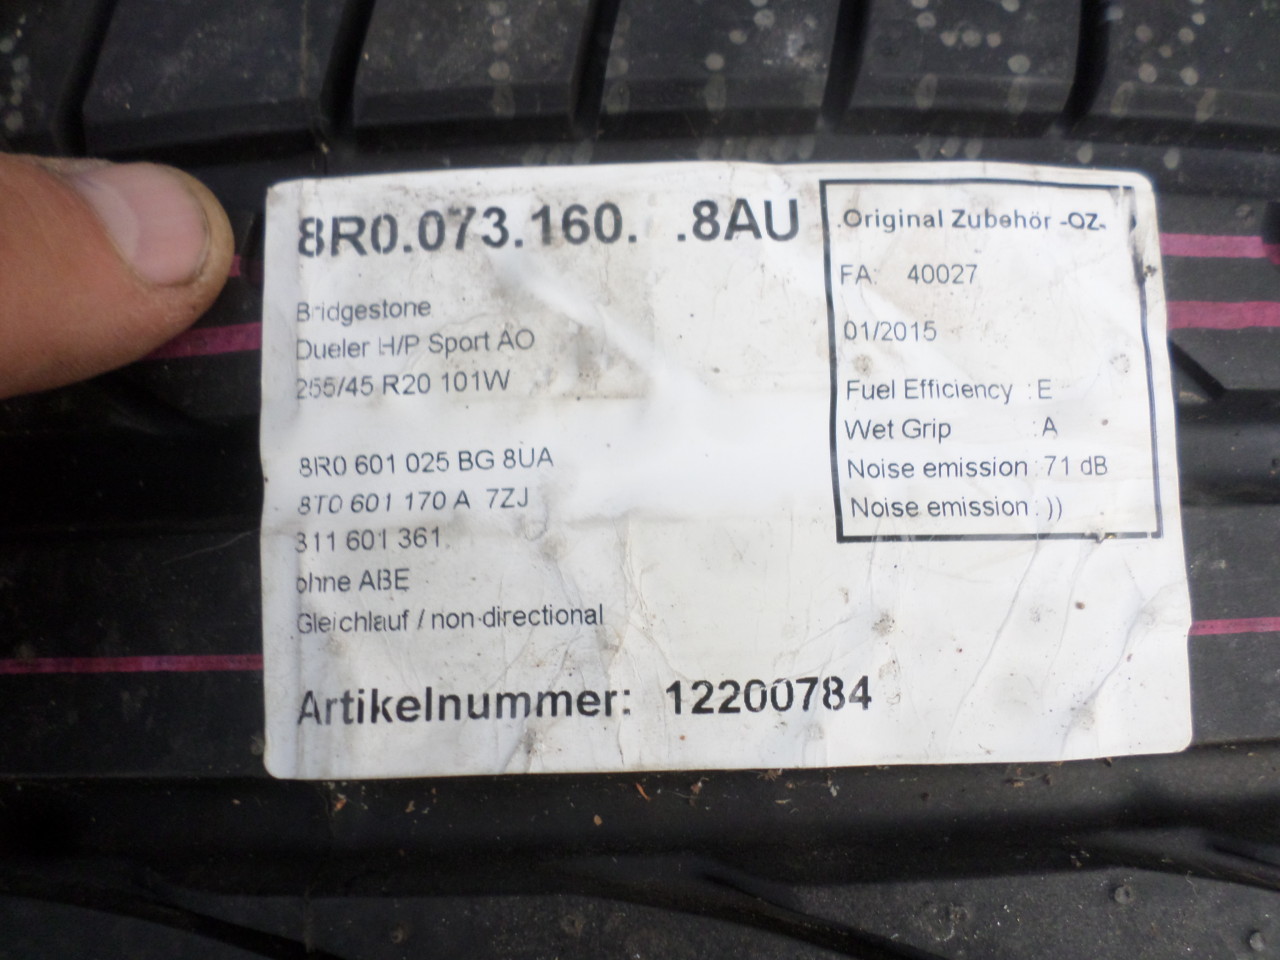 8R0.073.160. .8AU
Bridgestone
Dueler H/P Sport AO
255/45 R20 101W
8R0 601 025 BG 8UA
8T0 601 170 A 7ZJ
311 601 361.
ohne ABE
Gleichlauf / non-directional
Artikelnummer: 12200784
Original Zubehör -OZ-
FA: 40027
01/2015
Fuel Efficiency : E
Wet Grip : A
Noise emission : 71 dB
Noise emission : ))